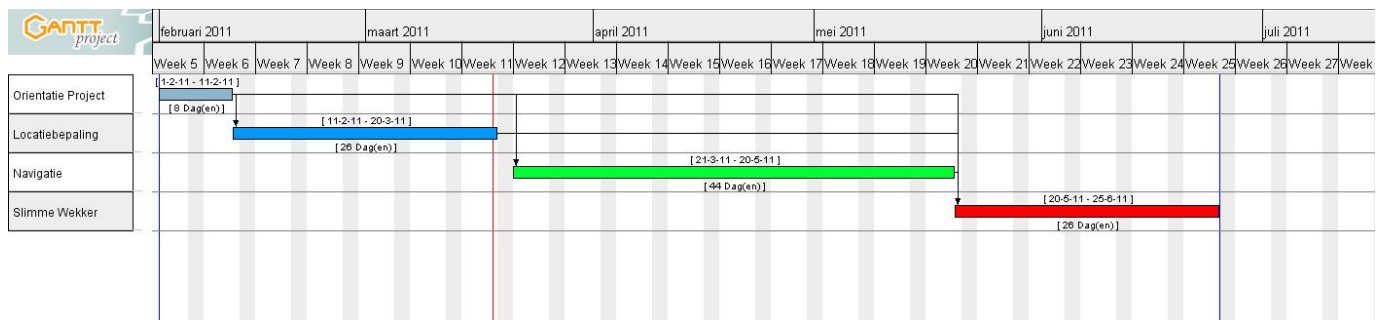 GANTT
project
februari 2011 maart 2011 april 2011 mei 2011 juni 2011 juli 2011
Week 5 Week 6 Week 7 Week 8 Week 9 Week 10 Week 11 Week 12 Week 13 Week 14 Week 15 Week 16 Week 17 Week 18 Week 19 Week 20 Week 21 Week 22 Week 23 Week 24 Week 25 Week 26 Week 27 Week
[ 1-2-11 - 11-2-11 ]
Orientatie Project
[ 8 Dag(en) ]
[ 11-2-11 - 20-3-11 ]
Locatiebepaling
[ 26 Dag(en) ]
[ 21-3-11 - 20-5-11 ]
Navigatie
[ 44 Dag(en) ]
[ 20-5-11 - 25-6-11 ]
Slimme Wekker
[ 26 Dag(en) ]